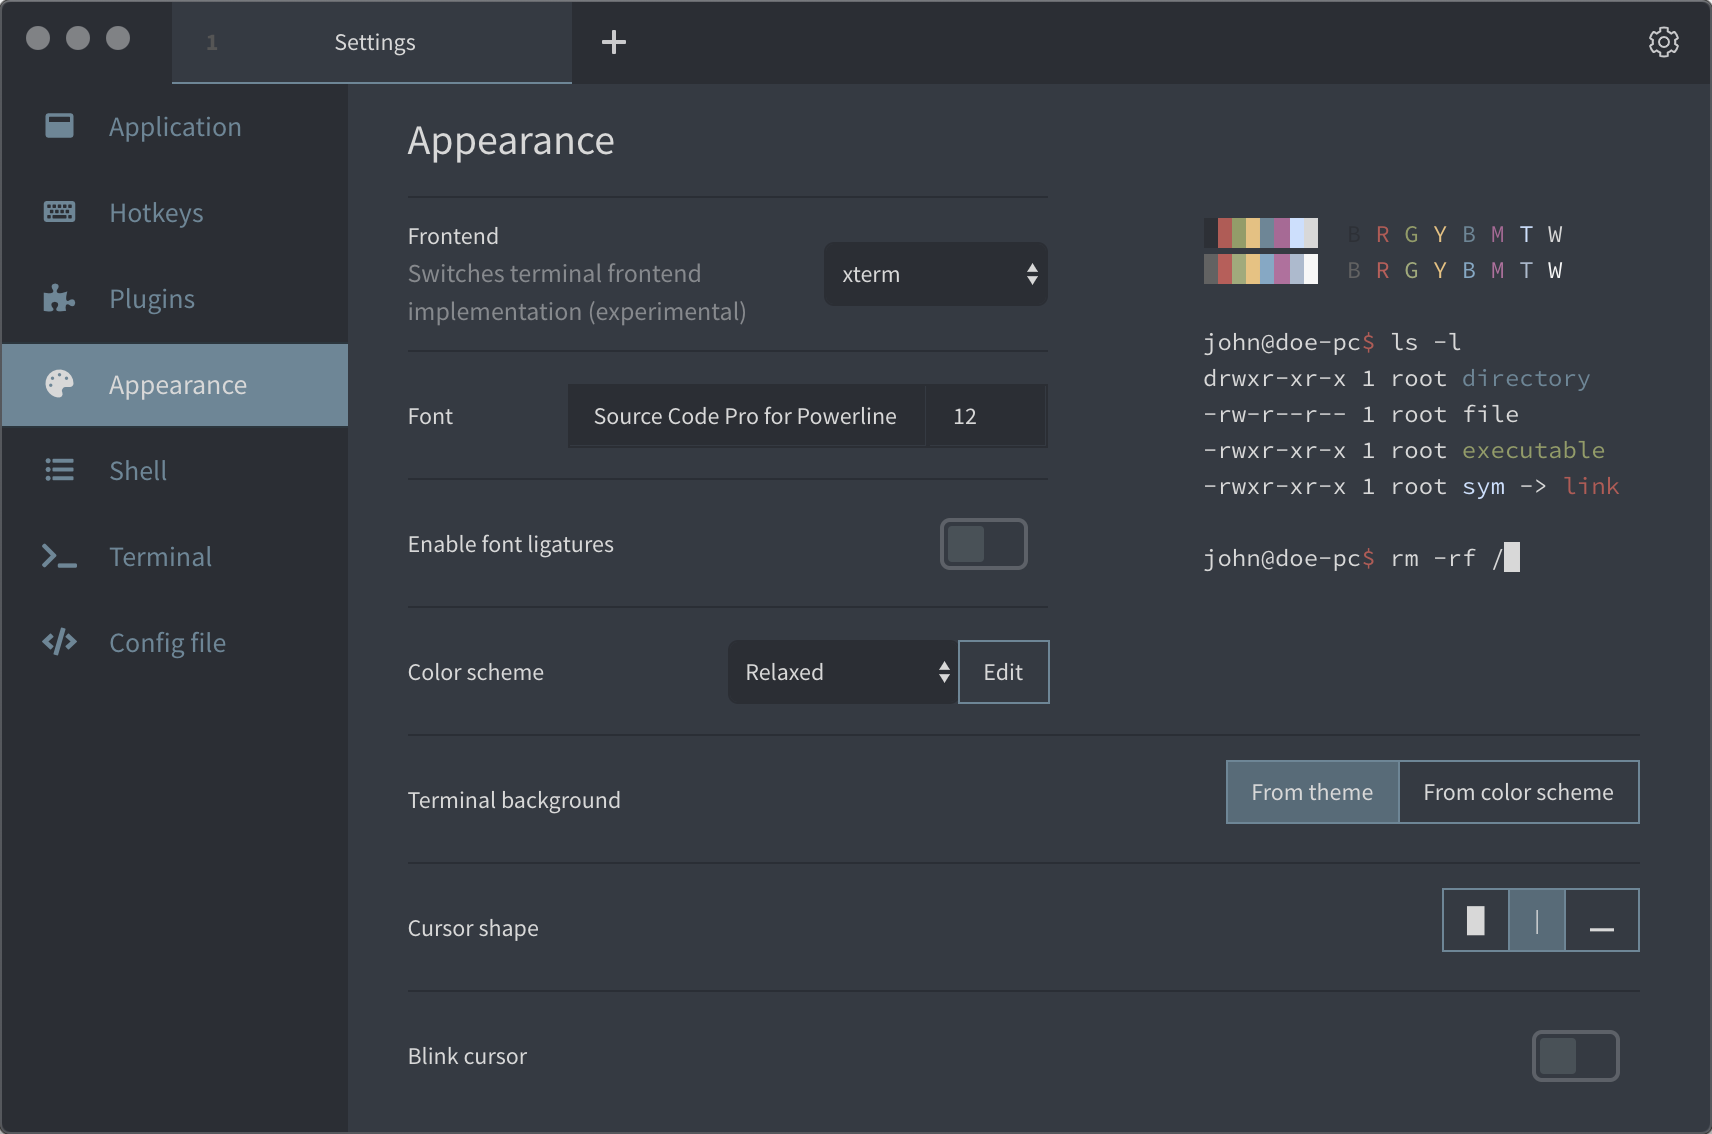 1 Settings +
Application
Hotkeys
Plugins
Appearance
Shell
Terminal
Config file
Appearance
Frontend
Switches terminal frontend
implementation (experimental)
xterm
Font
Source Code Pro for Powerline 12
Enable font ligatures
Color scheme
Relaxed
Edit
B R G Y B M T W
B R G Y B M T W
john@doe-pc$ ls -l
drwxr-xr-x 1 root directory
-rw-r--r-- 1 root file
-rwxr-xr-x 1 root executable
-rwxr-xr-x 1 root sym -> link
john@doe-pc$ rm -rf /
Terminal background
From theme
From color scheme
Cursor shape
Blink cursor